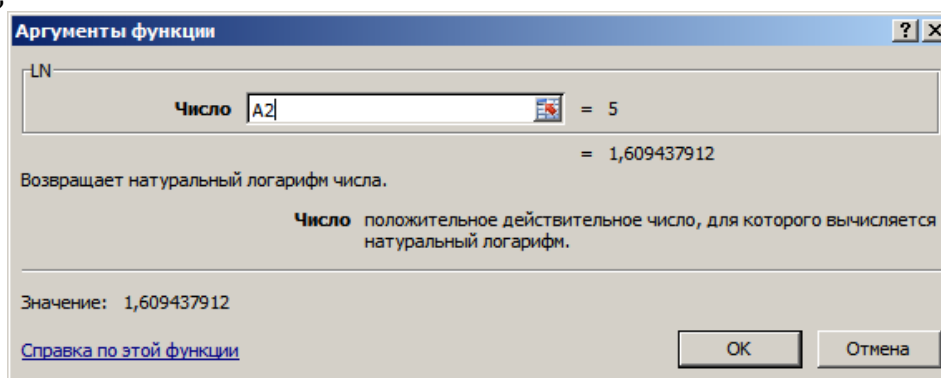 Аргументы функции
LN
Число A2 = 5
= 1,609437912
Возвращает натуральный логарифм числа.
Число положительное действительное число, для которого вычисляется
натуральный логарифм.
Значение: 1,609437912
Справка по этой функции
OK Отмена